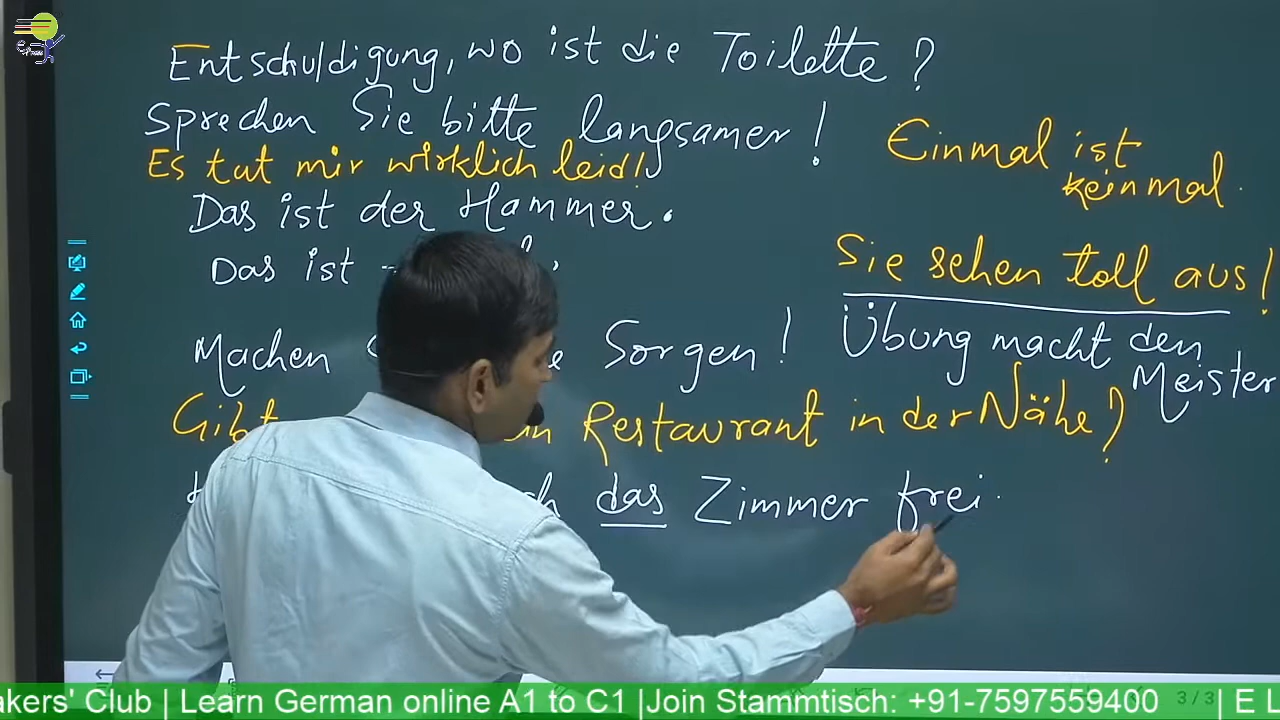 Entschuldigung, wo ist die Toilette?
Sprechen Sie bitte langsamer!
Es tut mir wirklich leid!
Das ist der Hammer.
Das ist
Machen Sorgen!
Gibt Restaurant in der Nähe?
das Zimmer frei.
Einmal ist
keinmal.
Sie sehen toll aus!
Übung macht den
Meister
akers' Club | Learn German online A1 to C1 |Join Stammtisch: +91-7597559400 | E L
3/3